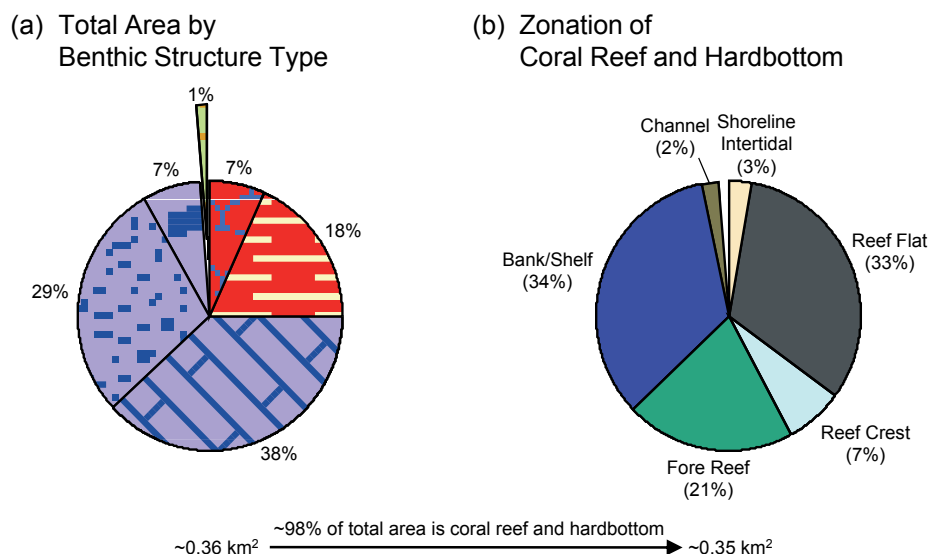 (a) Total Area by
Benthic Structure Type
1%
7%
7%
18%
29%
38%
(b) Zonation of
Coral Reef and Hardbottom
Channel
(2%)
Shoreline
Intertidal
(3%)
Bank/Shelf
(34%)
Reef Flat
(33%)
Reef Crest
(7%)
Fore Reef
(21%)
~98% of total area is coral reef and hardbottom
~0.36 km²
~0.35 km²